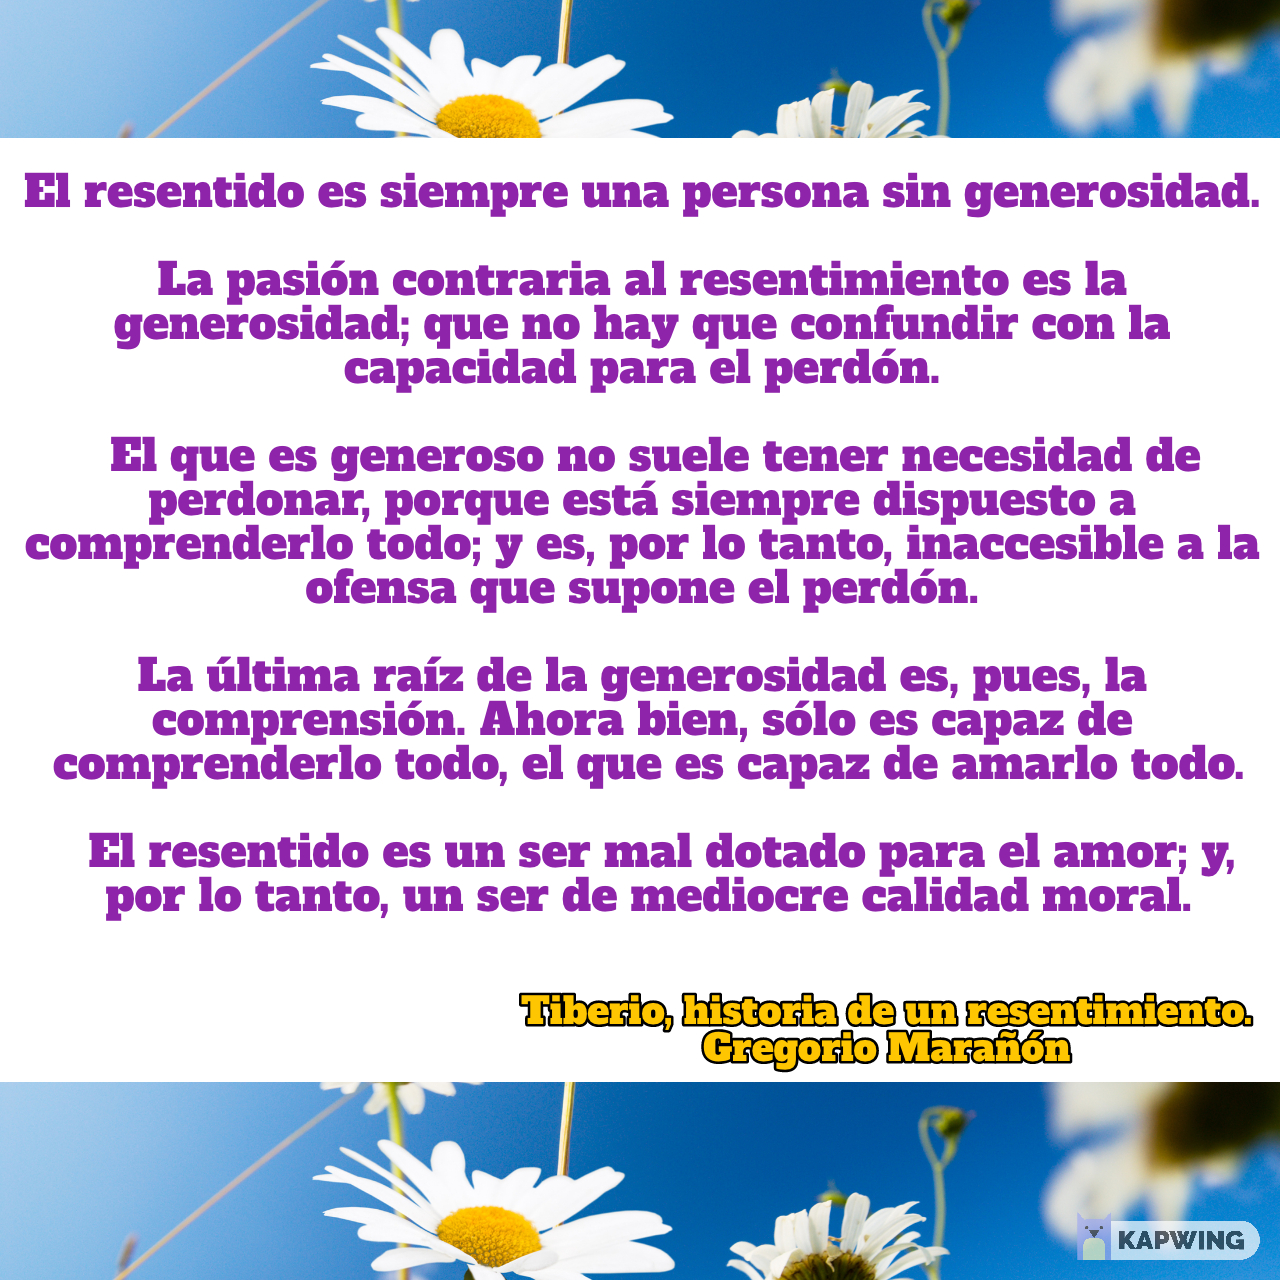 El resentido es siempre una persona sin generosidad.
La pasión contraria al resentimiento es la
generosidad; que no hay que confundir con la
capacidad para el perdón.
El que es generoso no suele tener necesidad de
perdonar, porque está siempre dispuesto a
comprenderlo todo; y es, por lo tanto, inaccesible a la
ofensa que supone el perdón.
La última raíz de la generosidad es, pues, la
comprensión. Ahora bien, sólo es capaz de
comprenderlo todo, el que es capaz de amarlo todo.
El resentido es un ser mal dotado para el amor; y,
por lo tanto, un ser de mediocre calidad moral.
Tiberio, historia de un resentimiento.
Gregorio Marañón
KAPWING